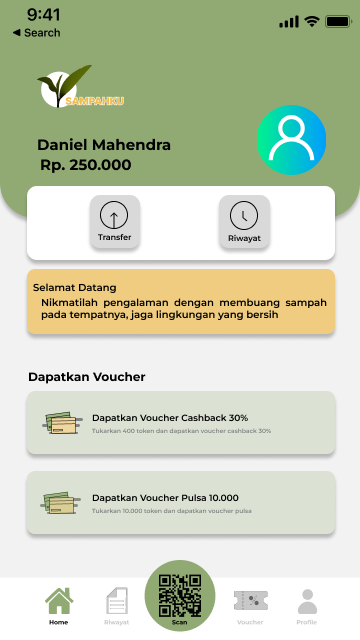 9:41
◀ Search
SAMPAHKU
Daniel Mahendra
Rp. 250.000
Transfer
Riwayat
Selamat Datang
Nikmatilah pengalaman dengan membuang sampah
pada tempatnya, jaga lingkungan yang bersih
Dapatkan Voucher
Dapatkan Voucher Cashback 30%
Tukarkan 400 token dan dapatkan voucher cashback 30%
Dapatkan Voucher Pulsa 10.000
Tukarkan 10.000 token dan dapatkan voucher pulsa
Home
Riwayat
Scan
Voucher
Profile